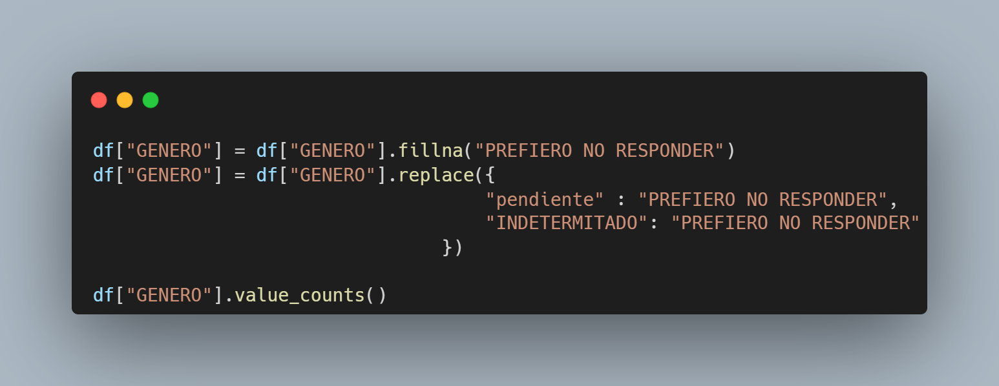 df["GENERO"] = df["GENERO"].fillna("PREFIERO NO RESPONDER")
df["GENERO"] = df["GENERO"].replace({
"pendiente" : "PREFIERO NO RESPONDER",
"INDETERMITADO": "PREFIERO NO RESPONDER"
})
df["GENERO"].value_counts()